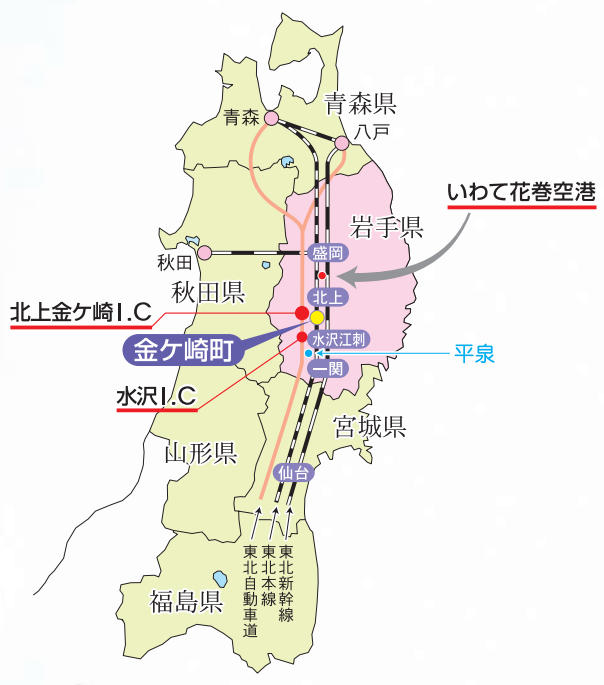 青森県
青森
八戸
いわて花巻空港
岩手県
盛岡
秋田
秋田県
北上
北上金ケ崎I.C
金ケ崎町
水沢江刺
平泉
一関
水沢I.C
宮城県
山形県
仙台
東北自動車道
東北本線
東北新幹線
福島県